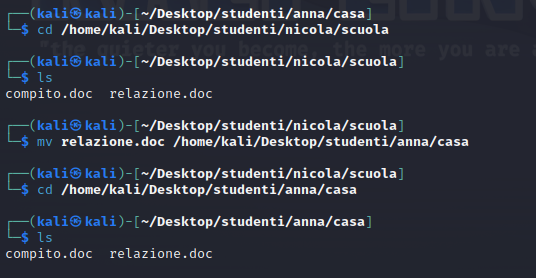 ┌──(kali㉿kali)-[~/Desktop/studenti/anna/casa]
└─$ cd /home/kali/Desktop/studenti/nicola/scuola
"the quieter you become, the more you are a
┌──(kali㉿kali)-[~/Desktop/studenti/nicola/scuola]
└─$ ls
compito.doc  relazione.doc
┌──(kali㉿kali)-[~/Desktop/studenti/nicola/scuola]
└─$ mv relazione.doc /home/kali/Desktop/studenti/anna/casa
┌──(kali㉿kali)-[~/Desktop/studenti/nicola/scuola]
└─$ cd /home/kali/Desktop/studenti/anna/casa
┌──(kali㉿kali)-[~/Desktop/studenti/anna/casa]
└─$ ls
compito.doc  relazione.doc